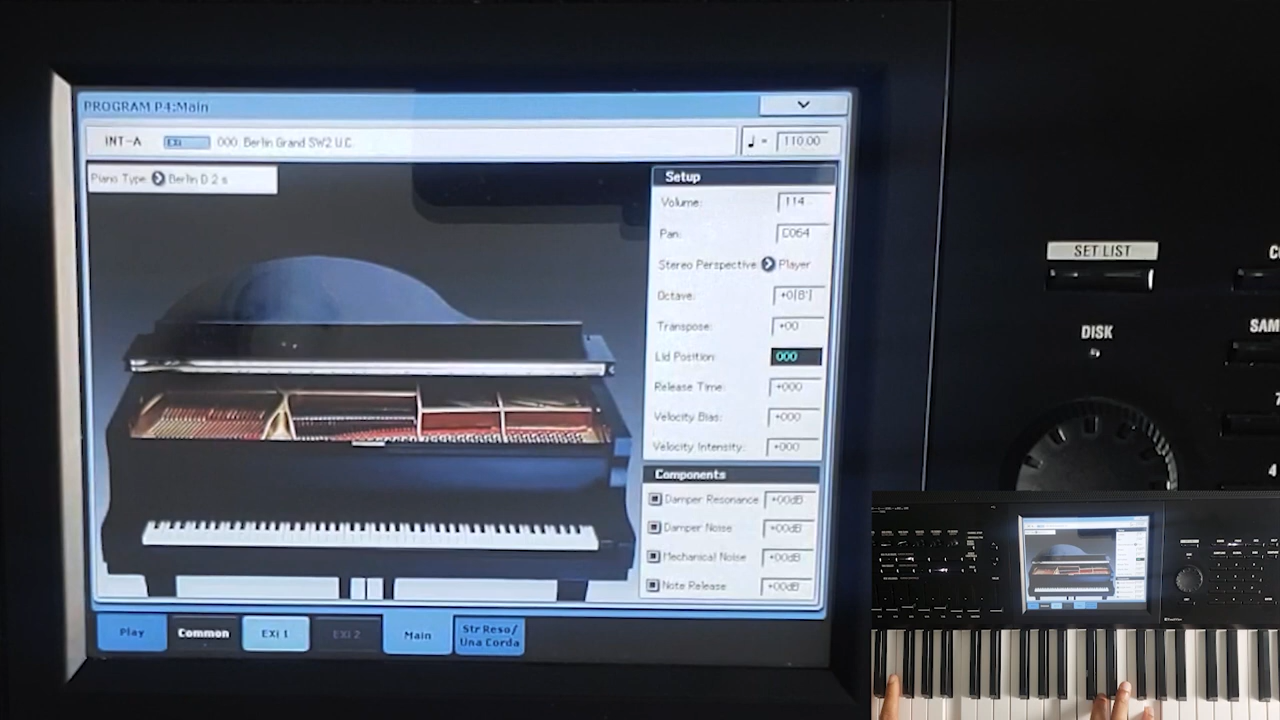 PROGRAM P4:Main
INT-A EXi 000: Berlin Grand SW2 U.C. ♩ = 110.00
Piano Type: Berlin D 2 s
Setup
Volume: 114
Pan: C064
Stereo Perspective: Player
Octave: +0[8']
Transpose: +00
Lid Position: 000
Release Time: +000
Velocity Bias: +000
Velocity Intensity: +000
Components
Damper Resonance +00dB
Damper Noise +00dB
Mechanical Noise +00dB
Note Release +00dB
Play
Common
EXi 1
EXi 2
Main
Str Reso/
Una Corda
SET LIST
DISK
SAM
7
4